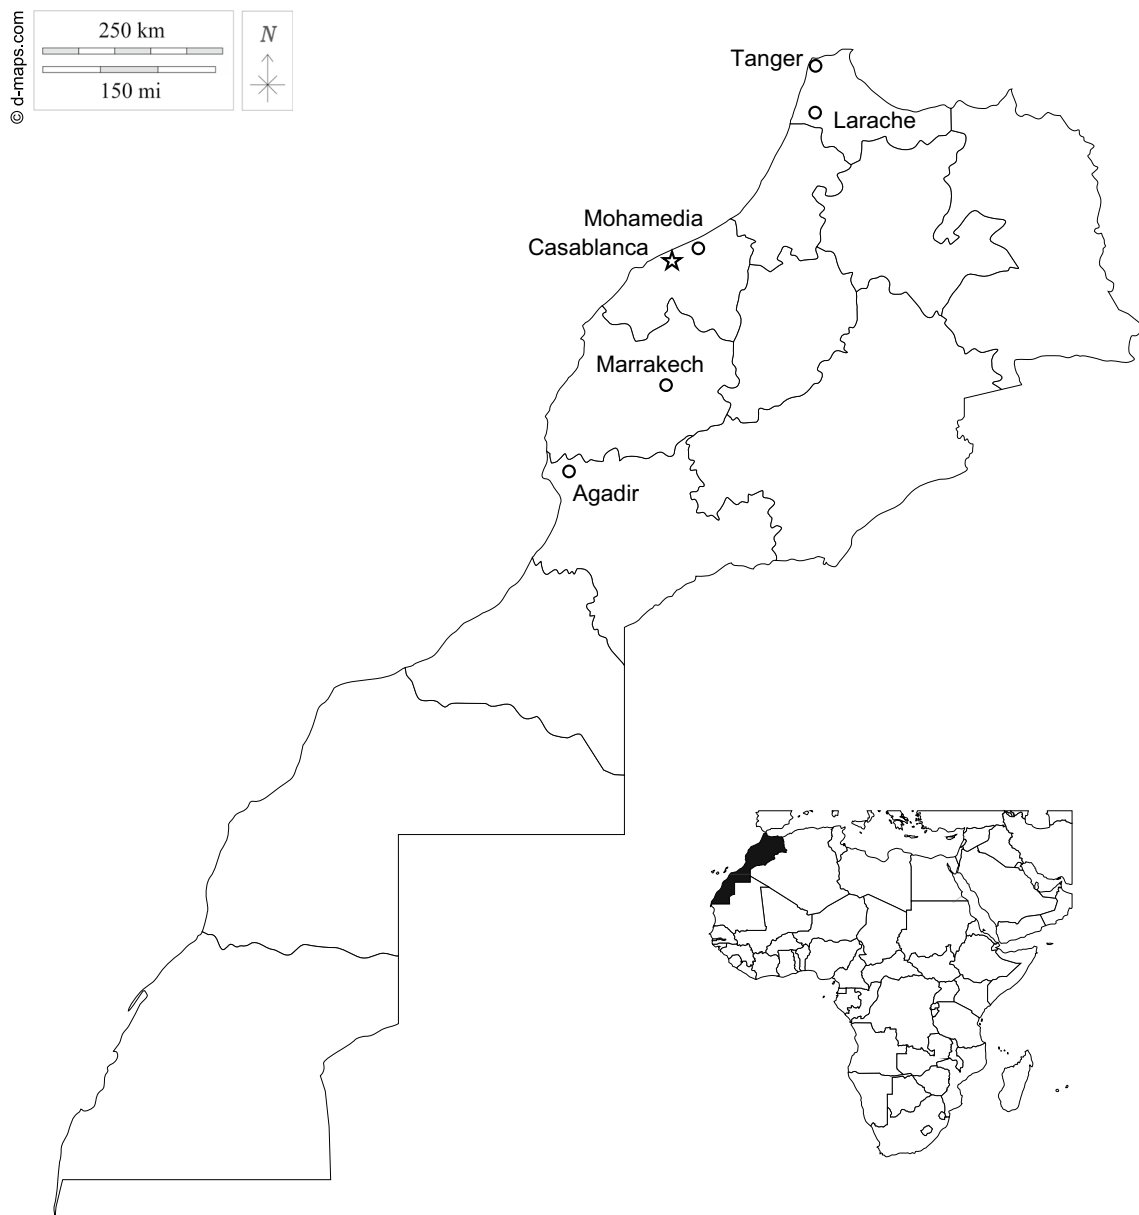 © d-maps.com
250 km
150 mi
N
Tanger
Larache
Mohamedia
Casablanca
Marrakech
Agadir